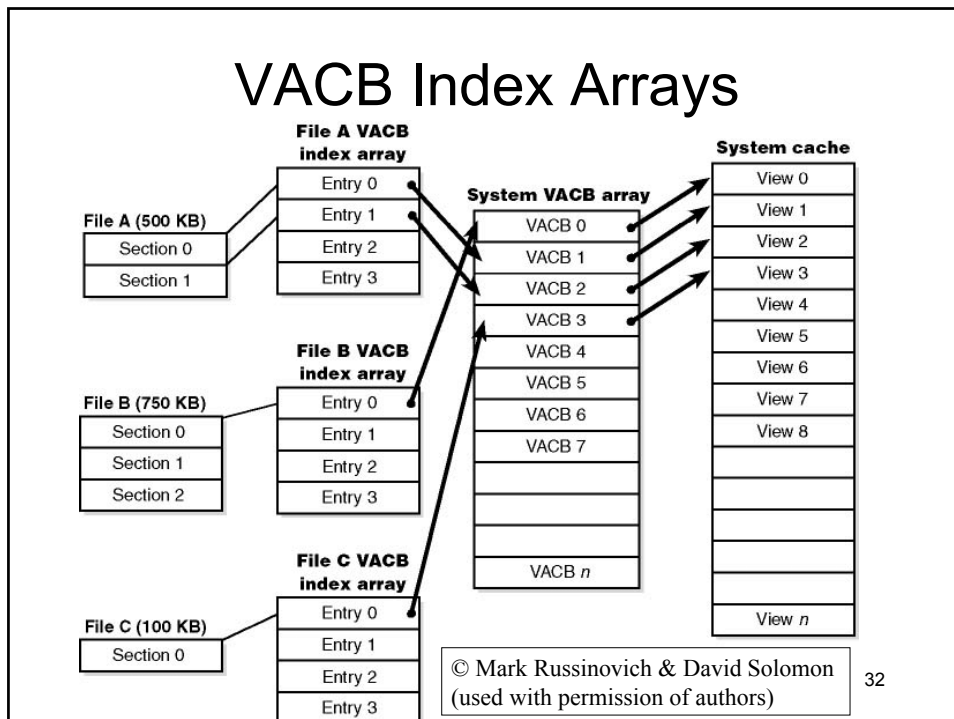 VACB Index Arrays
File A VACB
index array
Entry 0
Entry 1
Entry 2
Entry 3
File A (500 KB)
Section 0
Section 1
File B VACB
index array
Entry 0
Entry 1
Entry 2
Entry 3
File B (750 KB)
Section 0
Section 1
Section 2
File C VACB
index array
Entry 0
Entry 1
Entry 2
Entry 3
File C (100 KB)
Section 0
System VACB array
VACB 0
VACB 1
VACB 2
VACB 3
VACB 4
VACB 5
VACB 6
VACB 7
VACB n
System cache
View 0
View 1
View 2
View 3
View 4
View 5
View 6
View 7
View 8
View n
© Mark Russinovich & David Solomon
(used with permission of authors)
32